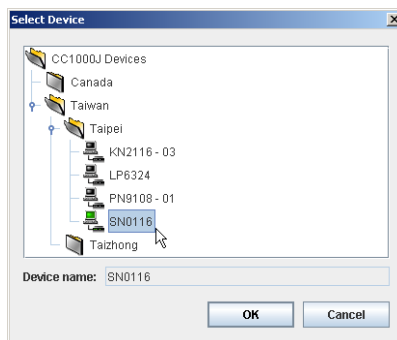 Select Device
CC1000J Devices
Canada
Taiwan
Taipei
KN2116 - 03
LP6324
PN9108 - 01
SN0116
Taizhong
Device name: SN0116
OK Cancel